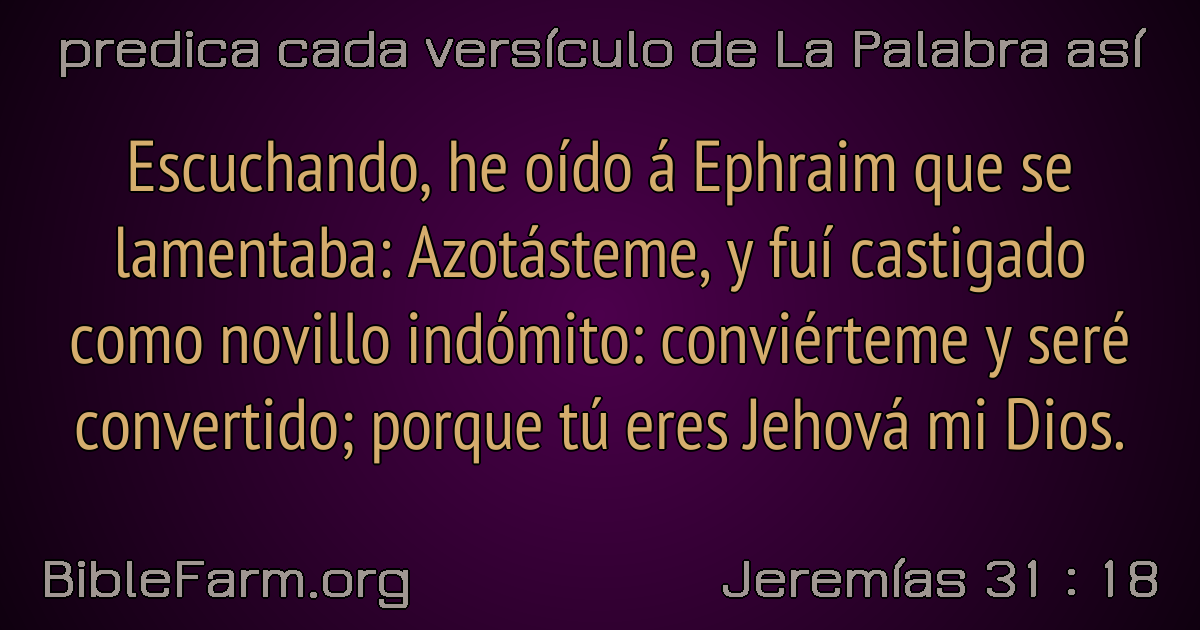 predica cada versículo de La Palabra así
Escuchando, he oído á Ephraim que se
lamentaba: Azotásteme, y fuí castigado
como novillo indómito: conviérteme y seré
convertido; porque tú eres Jehová mi Dios.
BibleFarm.org
Jeremías 31 : 18